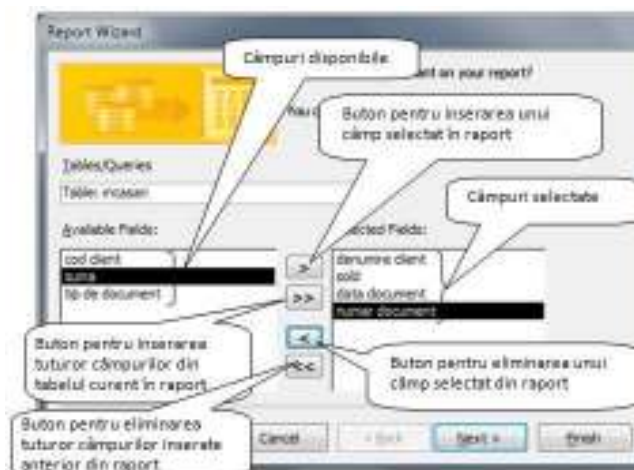 Report Wizard
Câmpuri disponibile
nt on your report?
You c
Buton pentru inserarea unui
câmp selectat în raport
Tables/Queries
Table: incasari
Câmpuri selectate
Available Fields:
ected Fields:
cod client
suma
tip de document
>
>>
<
<<
denumire client
sold
data document
numar document
Buton pentru inserarea
tuturor câmpurilor din
tabelul curent în raport
Buton pentru eliminarea unui
câmp selectat din raport
Buton pentru eliminarea
tuturor câmpurilor inserate
anterior din raport
Cancel
< Back
Next >
Finish